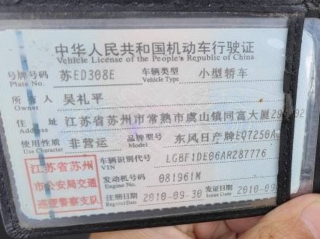 中华人民共和国机动车行驶证
Vehicle License of the People's Republic of China
号牌号码 苏ED308E 车辆类型 小型轿车
Plate No. Vehicle Type
所有人 吴礼平
Owner
住址 江苏省苏州市常熟市虞山镇同富大厦
Address
使用性质 非营运 品牌型号 东风日产牌EQ7250A
Use Character Model
江苏省苏州 车辆识别代号 LGBF1DE06AR287776
VIN
市公安局交通 发动机号码 081961M
Engine No.
巡逻警察支队 注册日期 2010-09-30 发证日期 2010-09